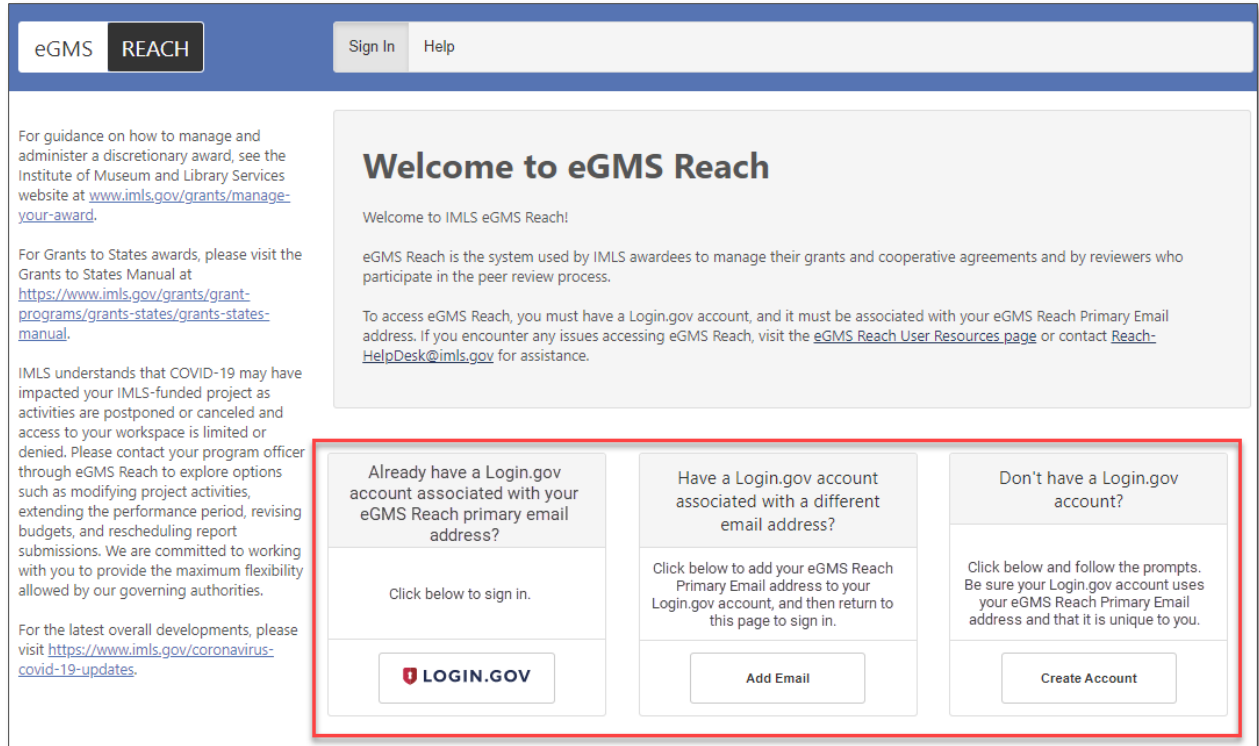 eGMS REACH
Sign In Help
For guidance on how to manage and
administer a discretionary award, see the
Institute of Museum and Library Services
website at www.imls.gov/grants/manage-
your-award.
For Grants to States awards, please visit the
Grants to States Manual at
https://www.imls.gov/grants/grant-
programs/grants-states/grants-states-
manual.
IMLS understands that COVID-19 may have
impacted your IMLS-funded project as
activities are postponed or canceled and
access to your workspace is limited or
denied. Please contact your program officer
through eGMS Reach to explore options
such as modifying project activities,
extending the performance period, revising
budgets, and rescheduling report
submissions. We are committed to working
with you to provide the maximum flexibility
allowed by our governing authorities.
For the latest overall developments, please
visit https://www.imls.gov/coronavirus-
covid-19-updates.
Welcome to eGMS Reach
Welcome to IMLS eGMS Reach!
eGMS Reach is the system used by IMLS awardees to manage their grants and cooperative agreements and by reviewers who
participate in the peer review process.
To access eGMS Reach, you must have a Login.gov account, and it must be associated with your eGMS Reach Primary Email
address. If you encounter any issues accessing eGMS Reach, visit the eGMS Reach User Resources page or contact Reach-
HelpDesk@imls.gov for assistance.
Already have a Login.gov
account associated with your
eGMS Reach primary email
address?
Click below to sign in.
LOGIN.GOV
Have a Login.gov account
associated with a different
email address?
Click below to add your eGMS Reach
Primary Email address to your
Login.gov account, and then return to
this page to sign in.
Add Email
Don't have a Login.gov
account?
Click below and follow the prompts.
Be sure your Login.gov account uses
your eGMS Reach Primary Email
address and that it is unique to you.
Create Account